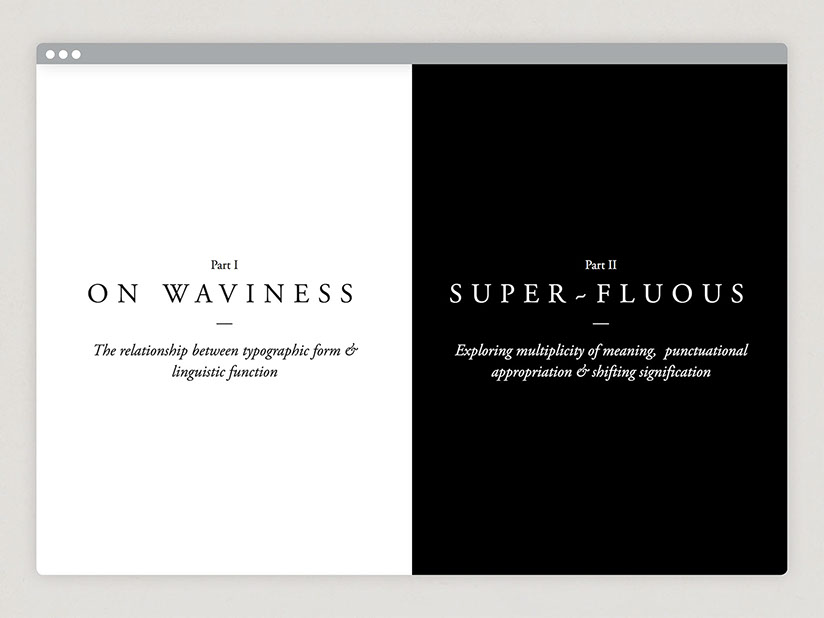 Part I
ON WAVINESS
—
The relationship between typographic form &
linguistic function
Part II
SUPER~FLUOUS
—
Exploring multiplicity of meaning,  punctuational
appropriation & shifting signification